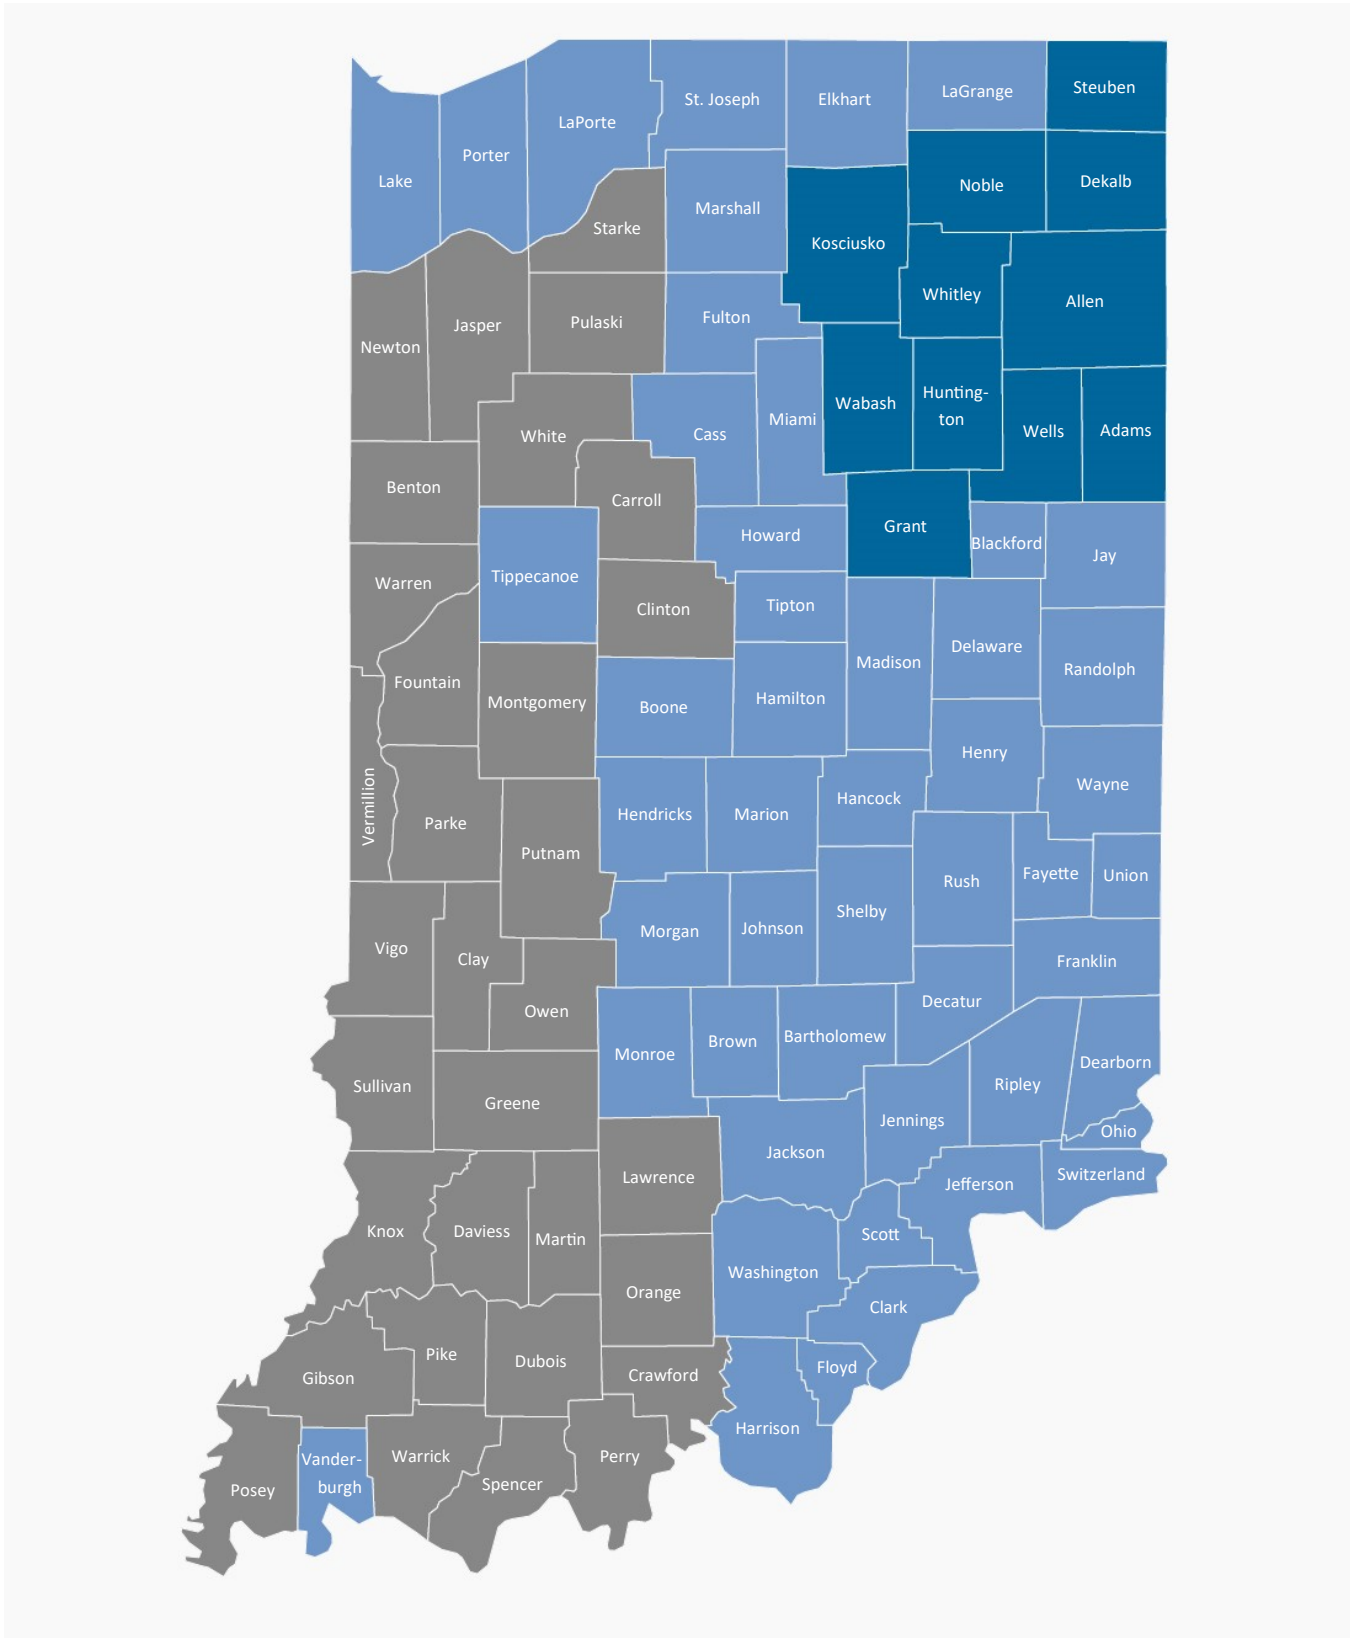 Steuben
LaGrange
St. Joseph
Elkhart
LaPorte
Porter
Lake
Noble
Dekalb
Marshall
Starke
Kosciusko
Whitley
Allen
Fulton
Pulaski
Jasper
Newton
Hunting-
ton
Wabash
Miami
Wells
Adams
Cass
White
Benton
Carroll
Grant
Howard
Blackford
Jay
Tippecanoe
Warren
Clinton
Tipton
Delaware
Madison
Randolph
Fountain
Montgomery
Boone
Hamilton
Henry
Wayne
Hancock
Vermillion
Hendricks
Marion
Parke
Putnam
Rush
Fayette
Union
Shelby
Morgan
Johnson
Vigo
Clay
Franklin
Decatur
Owen
Bartholomew
Brown
Monroe
Dearborn
Ripley
Sullivan
Greene
Jennings
Ohio
Jackson
Lawrence
Switzerland
Jefferson
Knox
Daviess
Martin
Scott
Washington
Orange
Clark
Pike
Dubois
Floyd
Crawford
Gibson
Harrison
Vander-
burgh
Warrick
Perry
Spencer
Posey